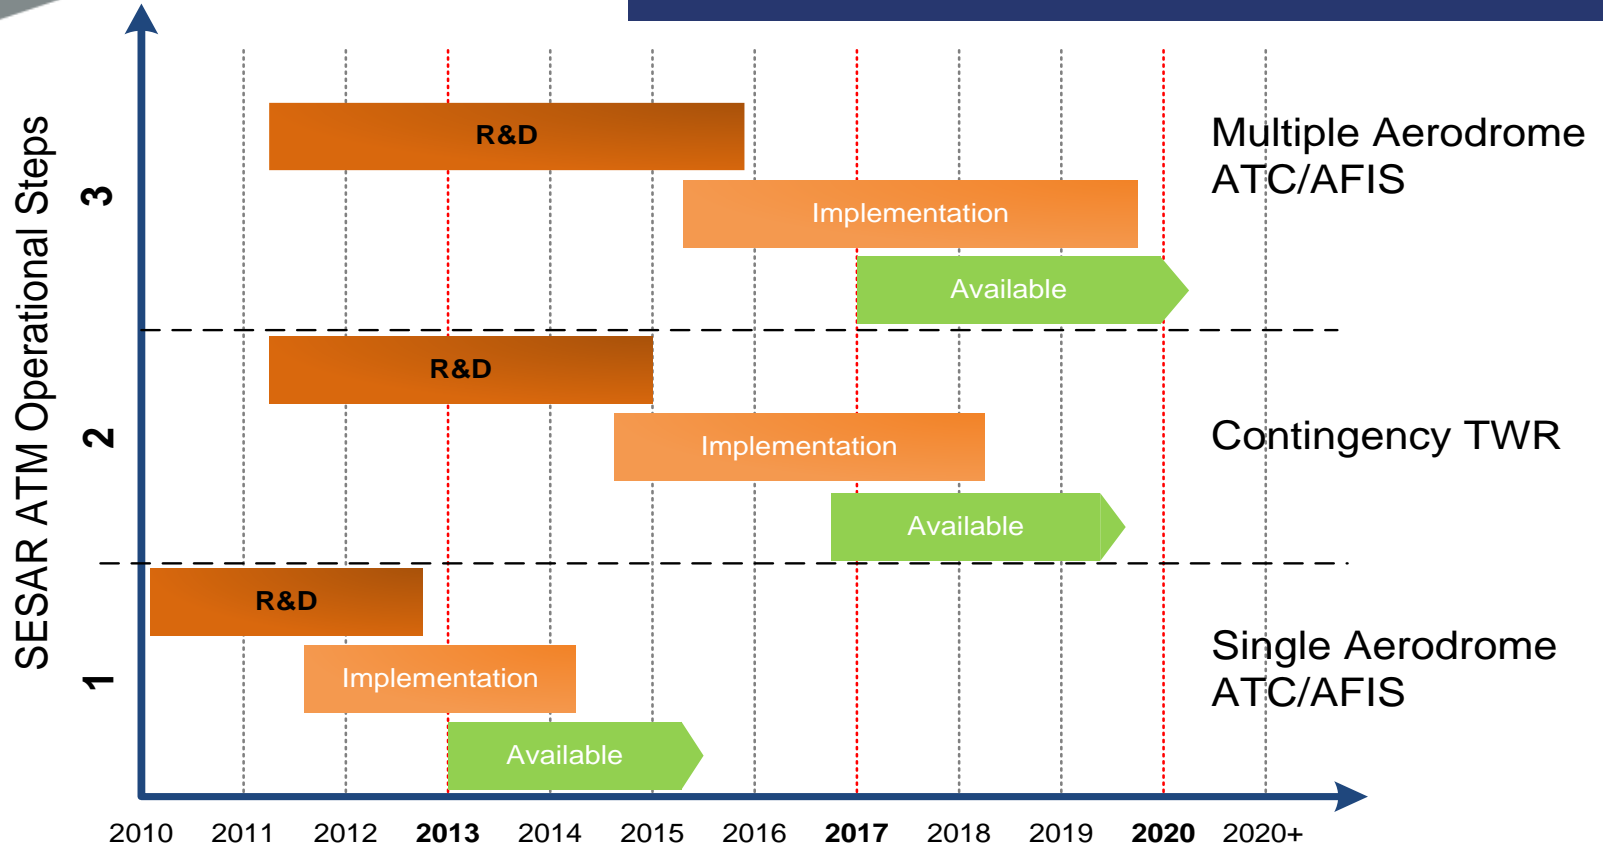 SESAR ATM Operational Steps
3
R&D
Implementation
Available
Multiple Aerodrome
ATC/AFIS
2
R&D
Implementation
Available
Contingency TWR
1
R&D
Implementation
Available
Single Aerodrome
ATC/AFIS
2010 2011 2012 2013 2014 2015 2016 2017 2018 2019 2020 2020+